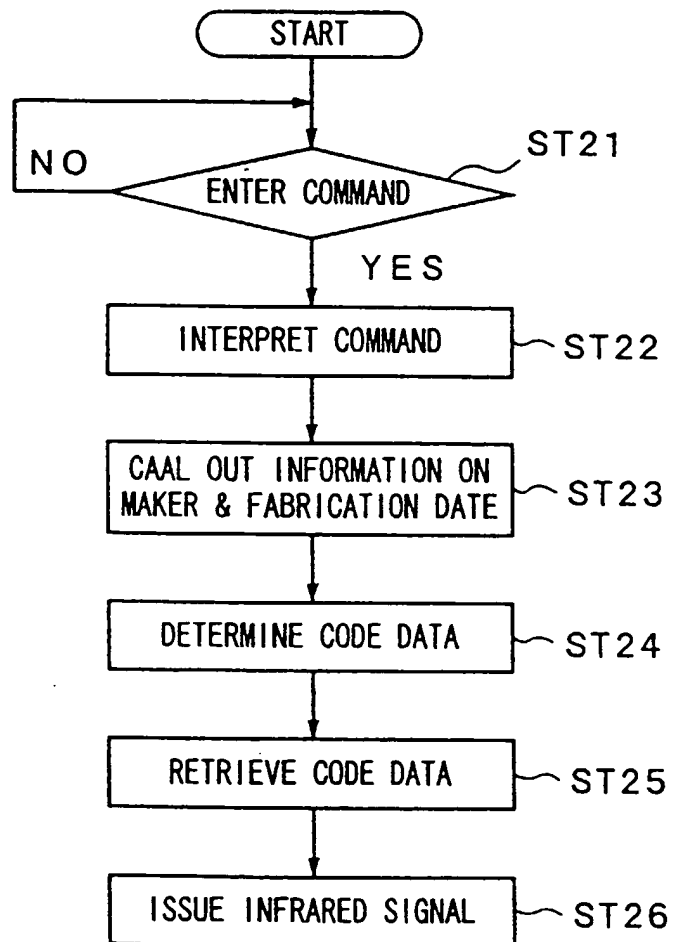 START
ST21
NO
ENTER COMMAND
YES
INTERPRET COMMAND
ST22
CAAL OUT INFORMATION ON
MAKER & FABRICATION DATE
ST23
DETERMINE CODE DATA
ST24
RETRIEVE CODE DATA
ST25
ISSUE INFRARED SIGNAL
ST26